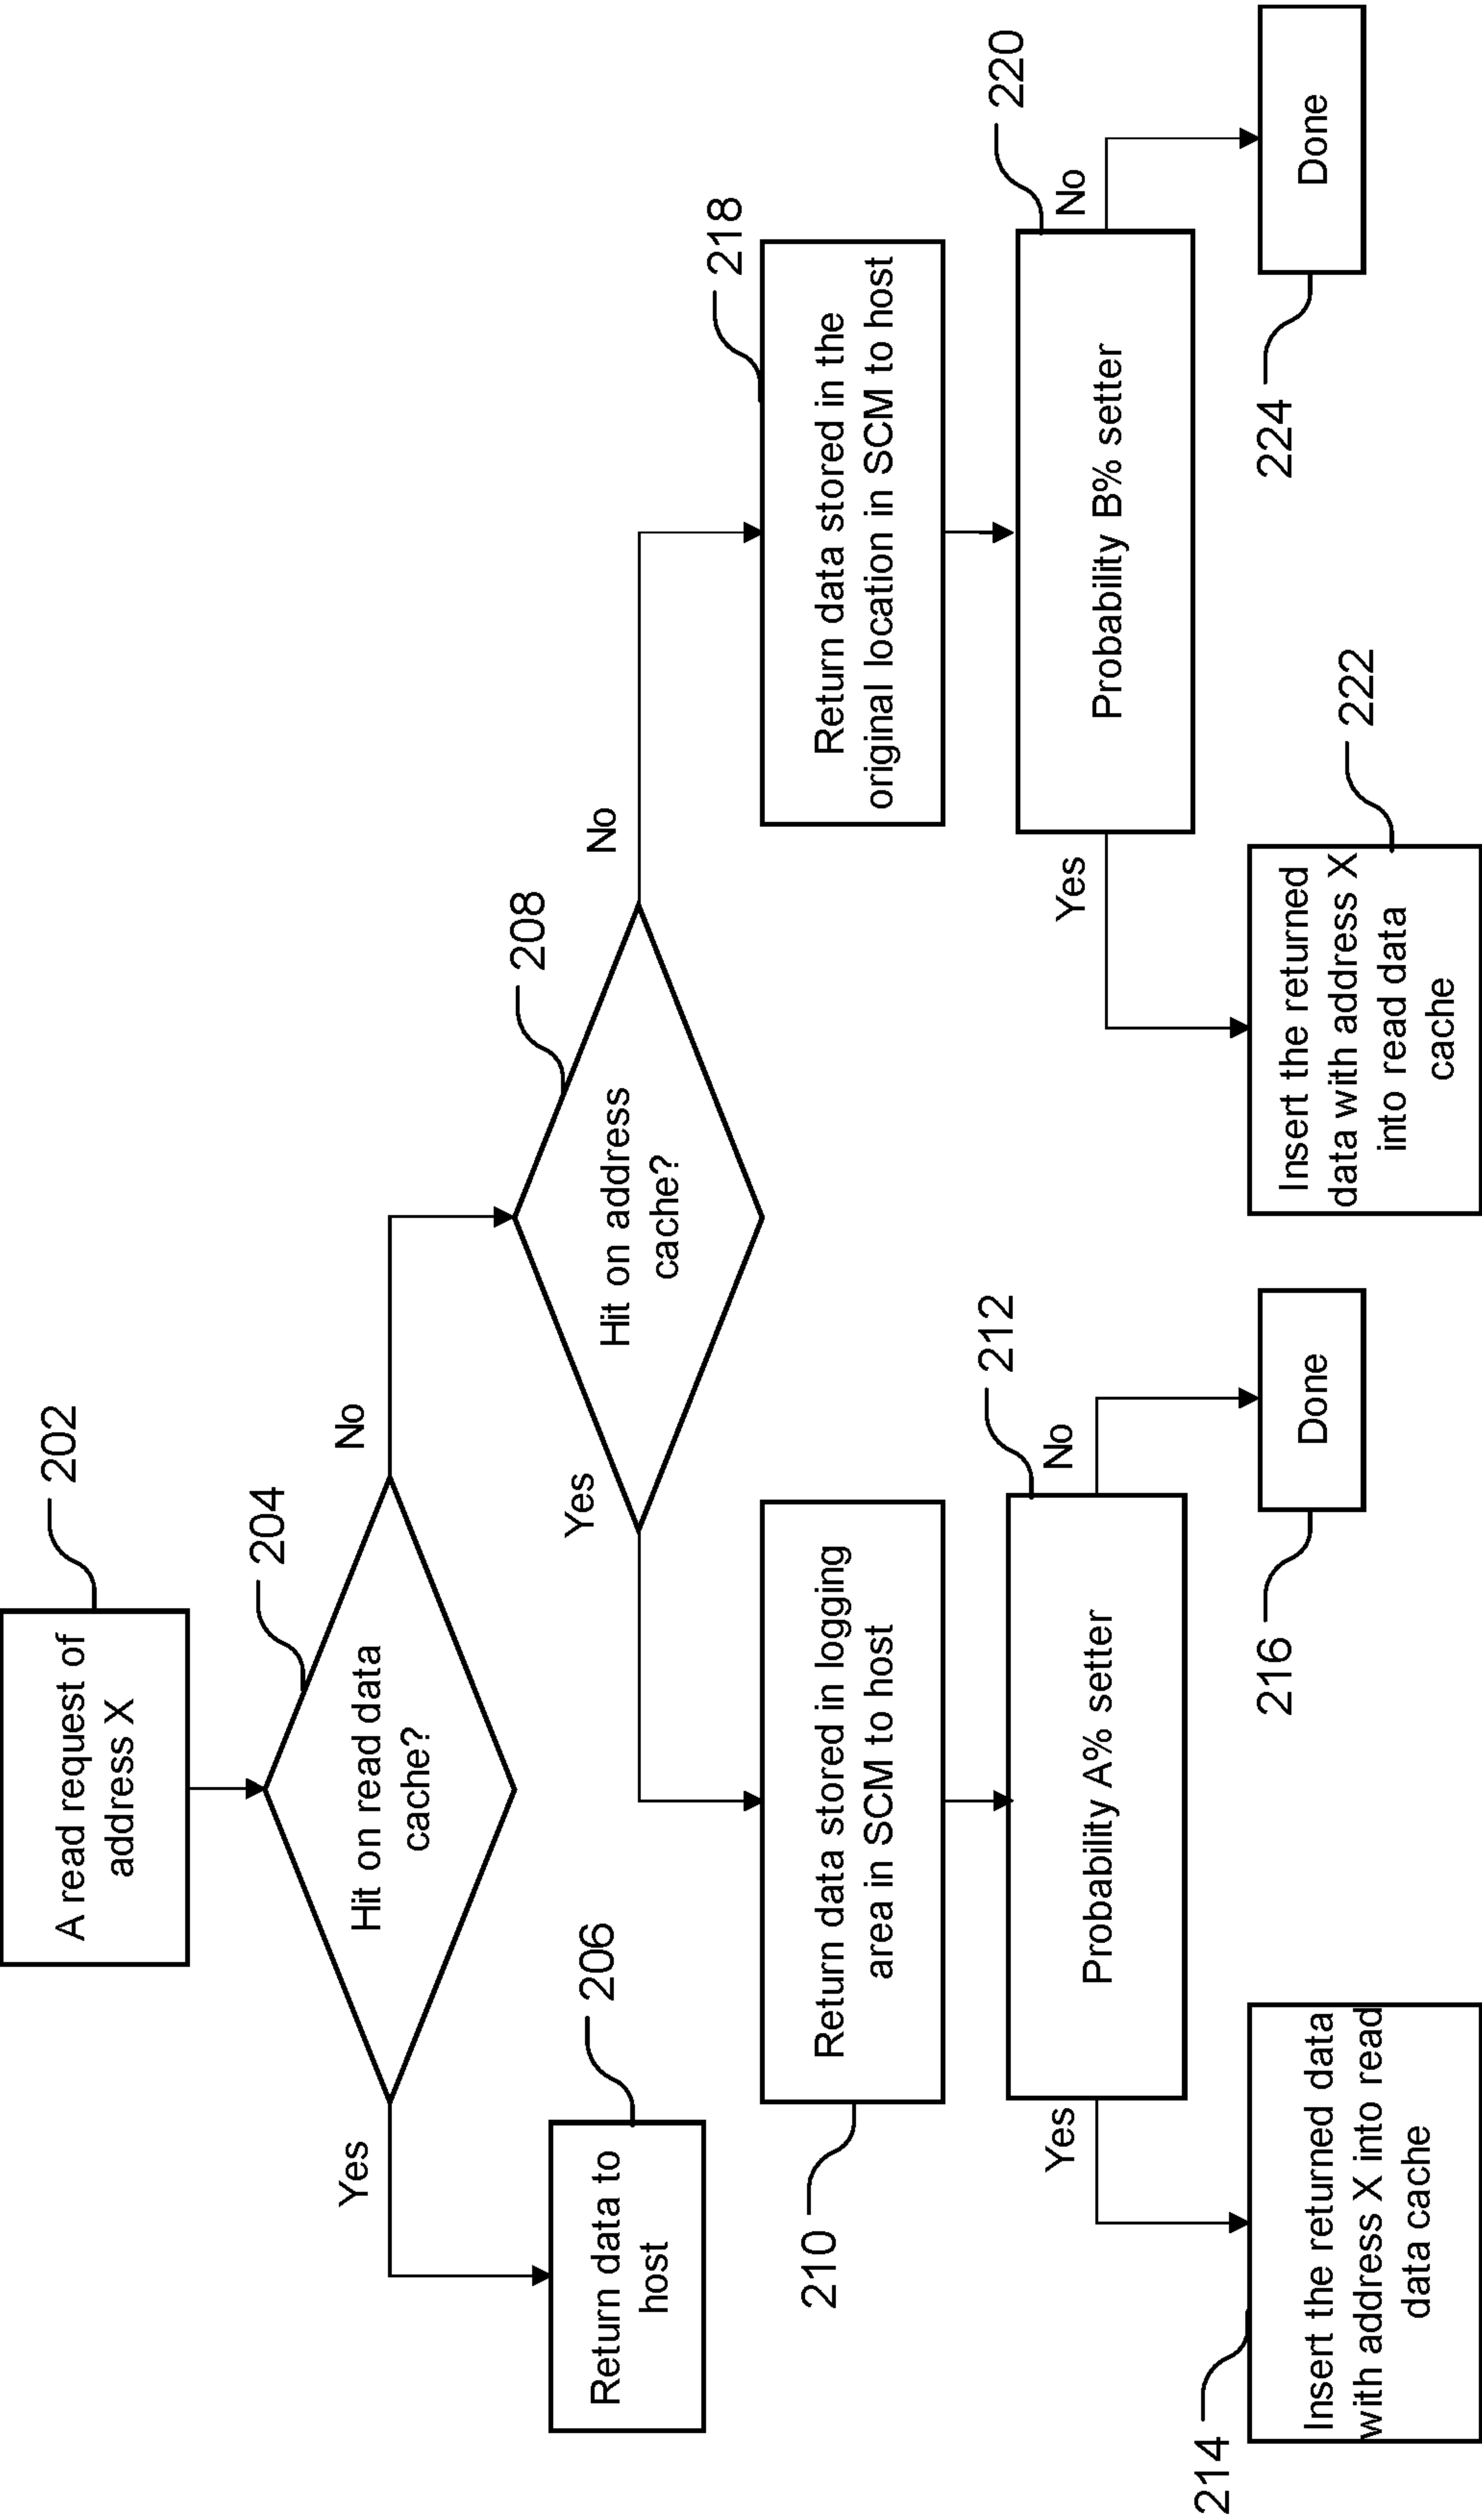 202
A read request of
address X
204
Hit on read data
cache?
Yes
No
206
Return data to
host
208
Hit on address
cache?
Yes
No
210
Return data stored in logging
area in SCM to host
218
Return data stored in the
original location in SCM to host
212
Probability A% setter
Yes
No
220
Probability B% setter
Yes
No
214
Insert the returned data
with address X into read
data cache
216
Done
222
Insert the returned
data with address X
into read data
cache
224
Done